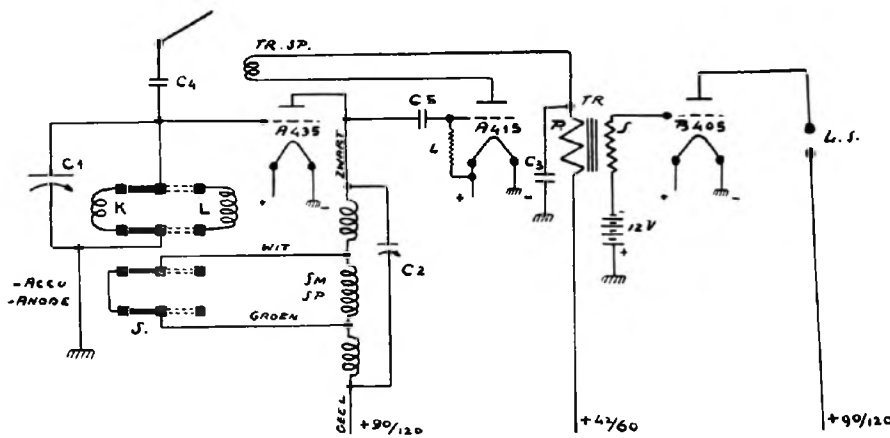 TR. SP.
C4
C5
TR
A435
A415
B405
C1
ZWART
L
C3
P
S
L.S.
K
L
+
-
+
-
+
-
12V
+
WIT
SM
SP
C2
- ACCU
- ANODE
GROEN
S.
GEEL
+90/120
+42/60
+90/120